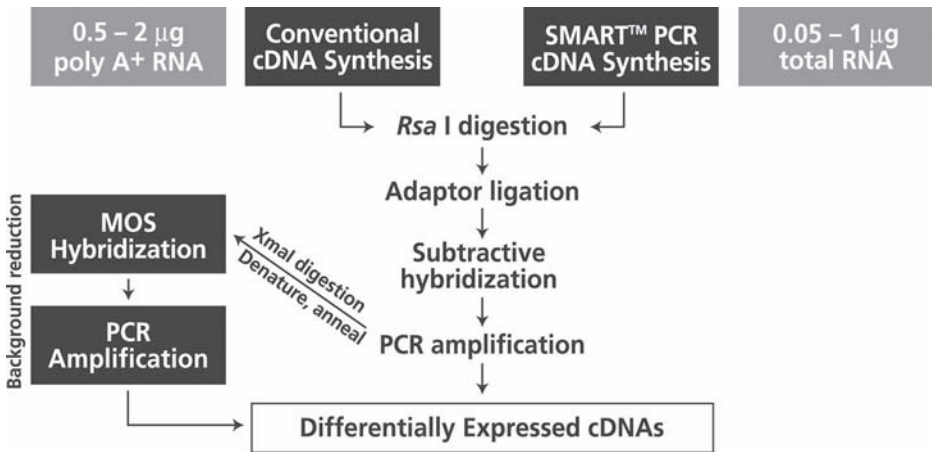 0.5 – 2 μg
poly A+ RNA
Conventional
cDNA Synthesis
SMART™ PCR
cDNA Synthesis
0.05 – 1 μg
total RNA
Rsa I digestion
Adaptor ligation
Subtractive
hybridization
PCR amplification
XmaI digestion
Denature, anneal
Background reduction
MOS
Hybridization
PCR
Amplification
Differentially Expressed cDNAs